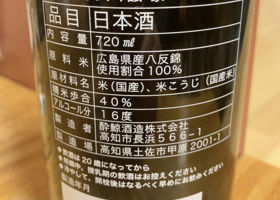 品目 日本酒
内容量 720㎖
原料米 広島県産八反錦
使用割合100%
原材料名 米(国産)、米こうじ(国産米)
精米歩合 40%
アルコール分 16度
製造者 酔鯨酒造株式会社
高知市長浜566-1
製造場 高知県土佐市甲原2001-1
●飲酒は20歳になってから
●妊娠中、授乳期の飲酒はお控えください
、開栓後はなるべく早めにお飲みください
製造年月